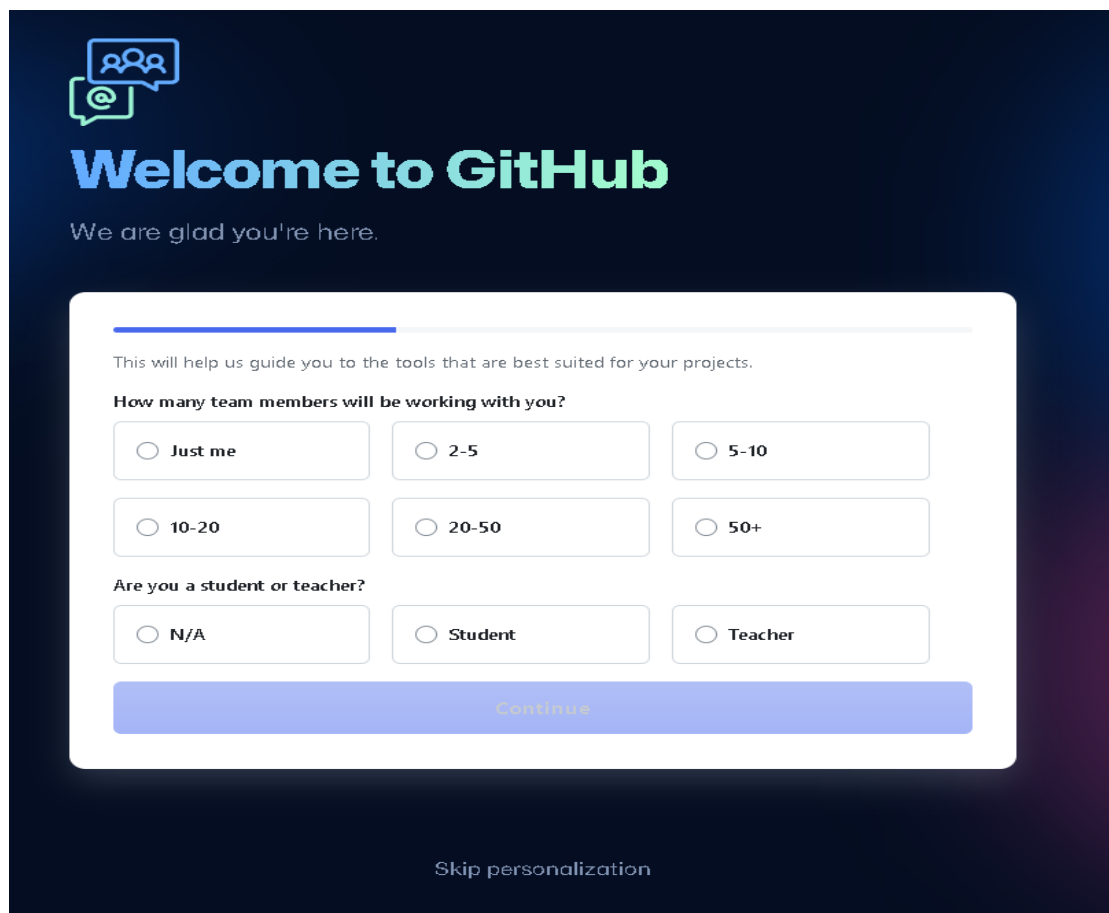 @
Welcome to GitHub
We are glad you're here.
This will help us guide you to the tools that are best suited for your projects.
How many team members will be working with you?
Just me 2-5 5-10
10-20 20-50 50+
Are you a student or teacher?
N/A Student Teacher
Continue
Skip personalization